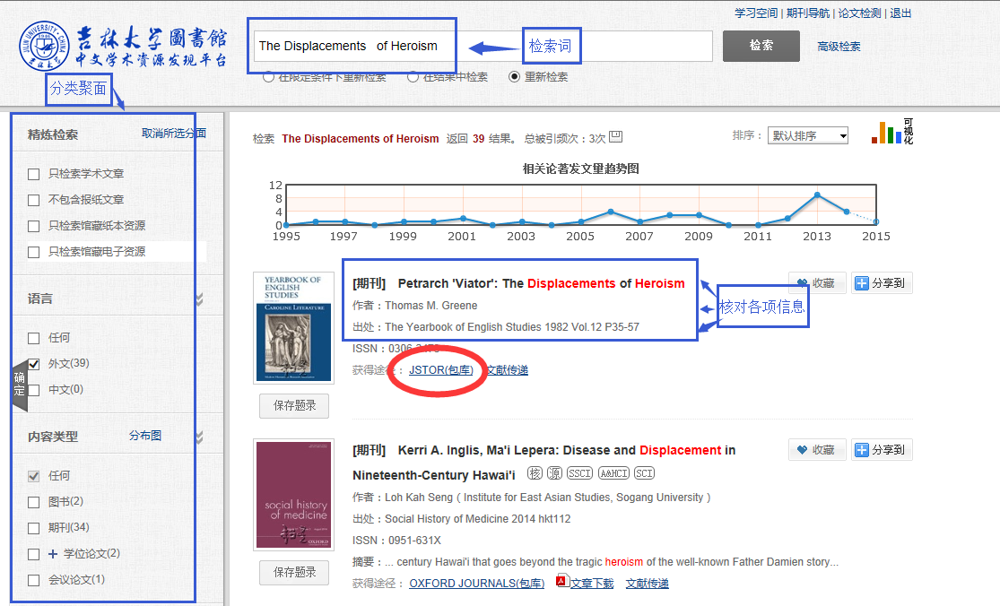 学习空间 | 期刊导航 | 论文检测 | 退出
吉林大学圖書館
中文学术资源发现平台
JILIN UNIVERSITY·CHINA
The Displacements of Heroism
检索词
检索
高级检索
在限定条件下重新检索 在结果中检索 重新检索
分类聚面
精炼检索 取消所选分面
只检索学术文章
不包含报纸文章
只检索馆藏纸本资源
只检索馆藏电子资源
语言
任何
外文(39)
中文(0)
确定
内容类型 分布图
任何
图书(2)
期刊(34)
学位论文(2)
会议论文(1)
检索 The Displacements of Heroism 返回 39 结果。 总被引频次：3次
排序： 默认排序
可视化
相关论著发文量趋势图
12
8
4
0
1995 1997 1999 2001 2003 2005 2007 2009 2011 2013 2015
YEARBOOK OF
ENGLISH
STUDIES
CAROLINE LITERATURE
[期刊] Petrarch 'Viator': The Displacements of Heroism
收藏 分享到
作者：Thomas M. Greene
核对各项信息
出处：The Yearbook of English Studies 1982 Vol.12 P35-57
ISSN：0306-2473
获得途径： JSTOR(包库) 文献传递
保存题录
social history
of medicine
OXFORD
[期刊] Kerri A. Inglis, Ma'i Lepera: Disease and Displacement in
Nineteenth-Century Hawai'i 核 源 SSCI A&HCI SCI
收藏 分享到
作者：Loh Kah Seng ( Institute for East Asian Studies, Sogang University )
出处：Social History of Medicine 2014 hkt112
ISSN：0951-631X
摘要：... century Hawai'i that goes beyond the tragic heroism of the well-known Father Damien story...
获得途径： OXFORD JOURNALS(包库) 文章下载 文献传递
保存题录